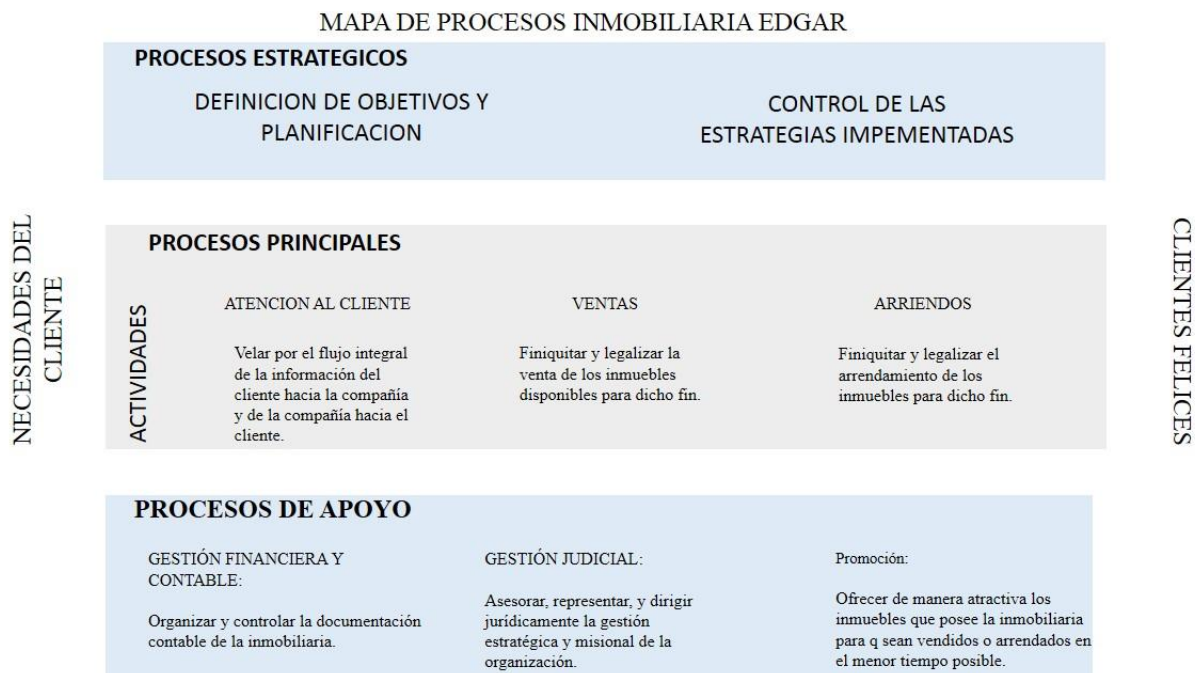 MAPA DE PROCESOS INMOBILIARIA EDGAR
PROCESOS ESTRATEGICOS
DEFINICION DE OBJETIVOS Y
PLANIFICACION
CONTROL DE LAS
ESTRATEGIAS IMPEMENTADAS
NECESIDADES DEL
CLIENTE
PROCESOS PRINCIPALES
ACTIVIDADES
ATENCION AL CLIENTE
Velar por el flujo integral
de la información del
cliente hacia la compañía
y de la compañía hacia el
cliente.
VENTAS
Finiquitar y legalizar la
venta de los inmuebles
disponibles para dicho fin.
ARRIENDOS
Finiquitar y legalizar el
arrendamiento de los
inmuebles para dicho fin.
CLIENTES FELICES
PROCESOS DE APOYO
GESTIÓN FINANCIERA Y
CONTABLE:
Organizar y controlar la documentación
contable de la inmobiliaria.
GESTIÓN JUDICIAL:
Asesorar, representar, y dirigir
jurídicamente la gestión
estratégica y misional de la
organización.
Promoción:
Ofrecer de manera atractiva los
inmuebles que posee la inmobiliaria
para q sean vendidos o arrendados en
el menor tiempo posible.